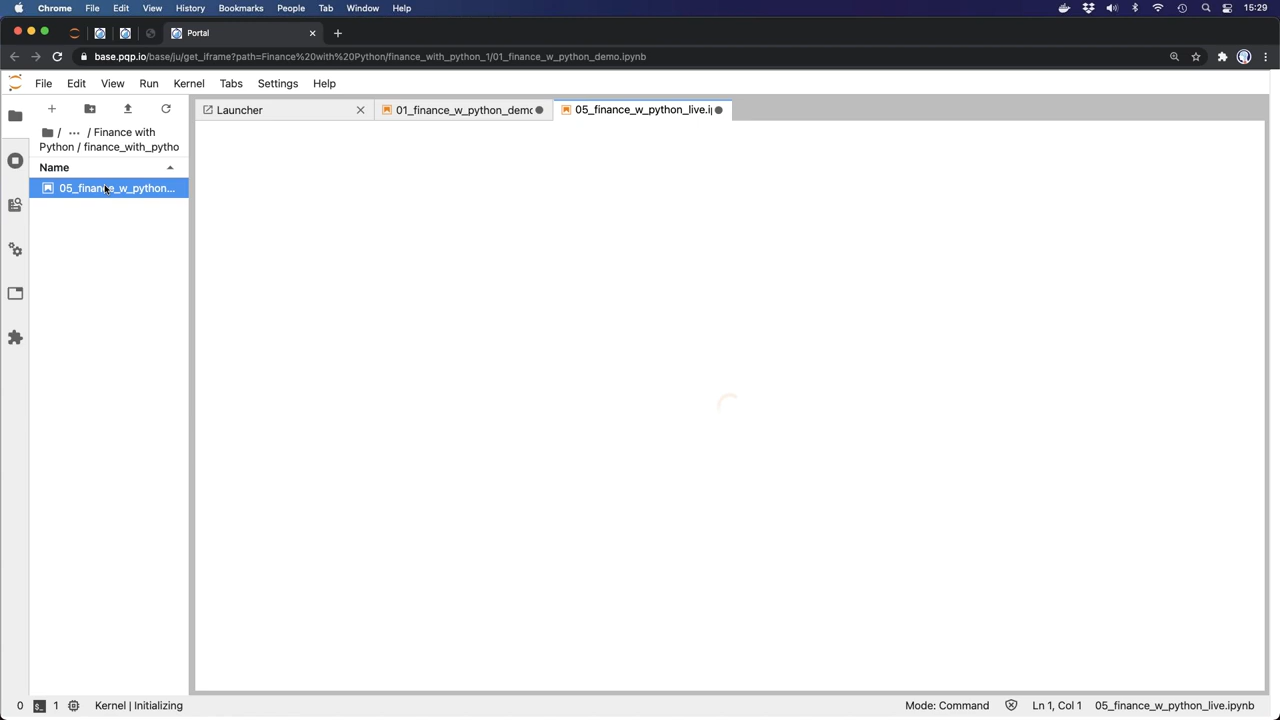 Chrome File Edit View History Bookmarks People Tab Window Help 15:29
Portal
base.pqp.io/base/ju/get_iframe?path=Finance%20with%20Python/finance_with_python_1/01_finance_w_python_demo.ipynb
File Edit View Run Kernel Tabs Settings Help
Launcher 01_finance_w_python_demo 05_finance_w_python_live.i
/ ... / Finance with
Python / finance_with_pytho
Name
05_finance_w_python...
0 1 Kernel | Initializing Mode: Command Ln 1, Col 1 05_finance_w_python_live.ipynb